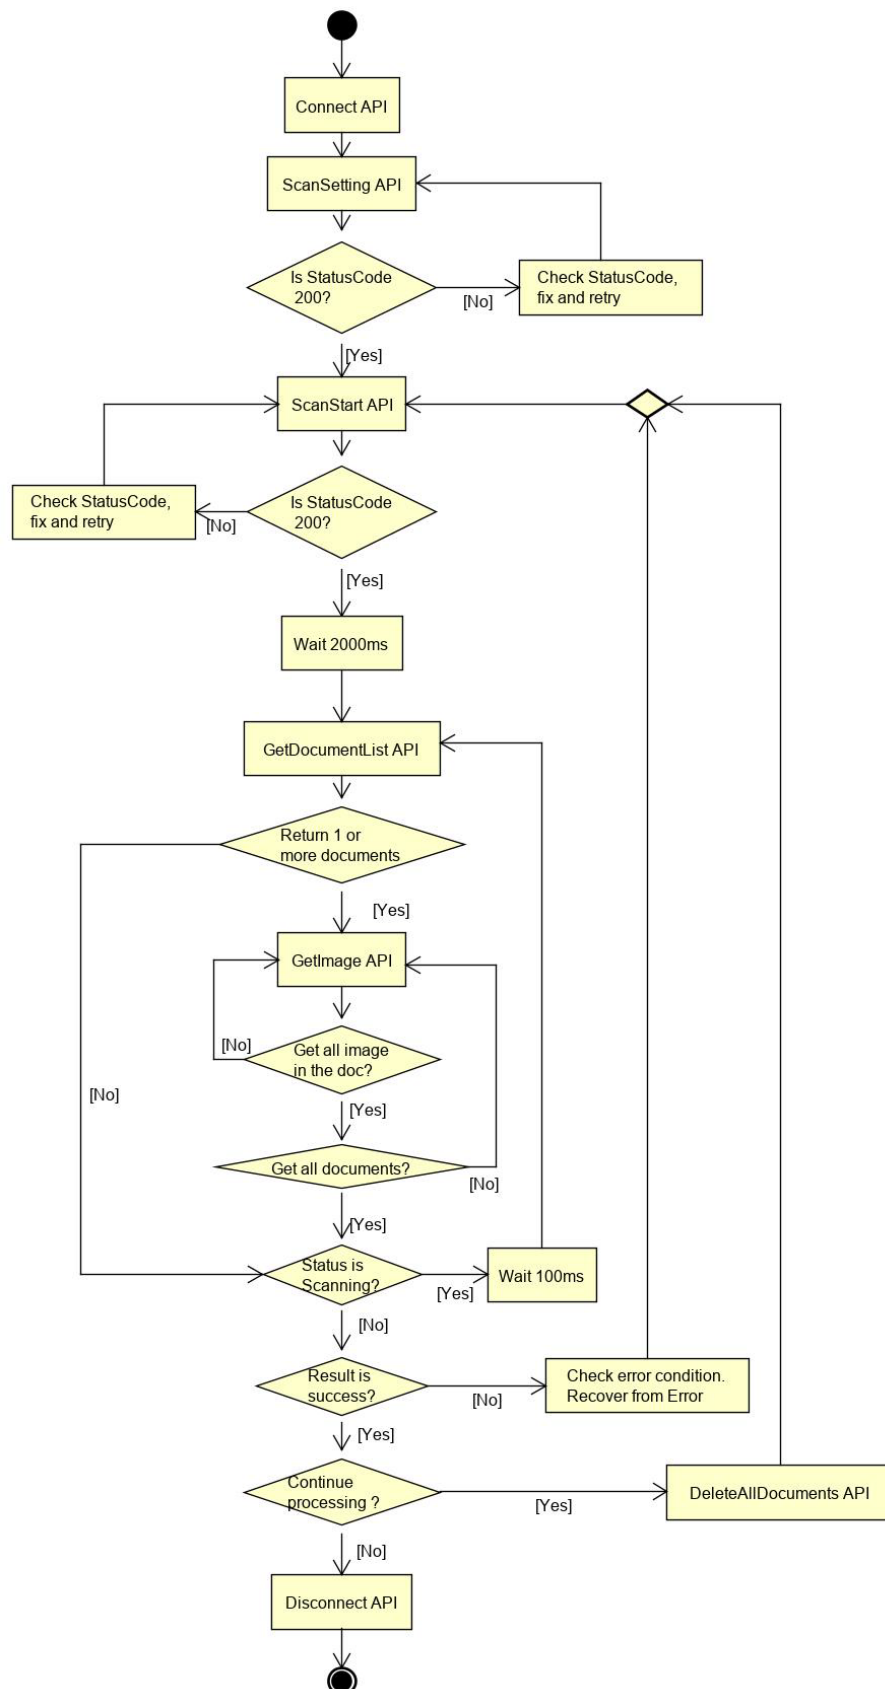 Connect API
ScanSetting API
Is StatusCode
200?
[No]
Check StatusCode,
fix and retry
[Yes]
ScanStart API
Check StatusCode,
fix and retry
[No]
Is StatusCode
200?
[Yes]
Wait 2000ms
GetDocumentList API
Return 1 or
more documents
[Yes]
GetImage API
[No]
Get all image
in the doc?
[No]
[Yes]
Get all documents?
[No]
[Yes]
Status is
Scanning?
[Yes]
Wait 100ms
[No]
Result is
success?
[No]
Check error condition.
Recover from Error
[Yes]
Continue
processing ?
[Yes]
DeleteAllDocuments API
[No]
Disconnect API